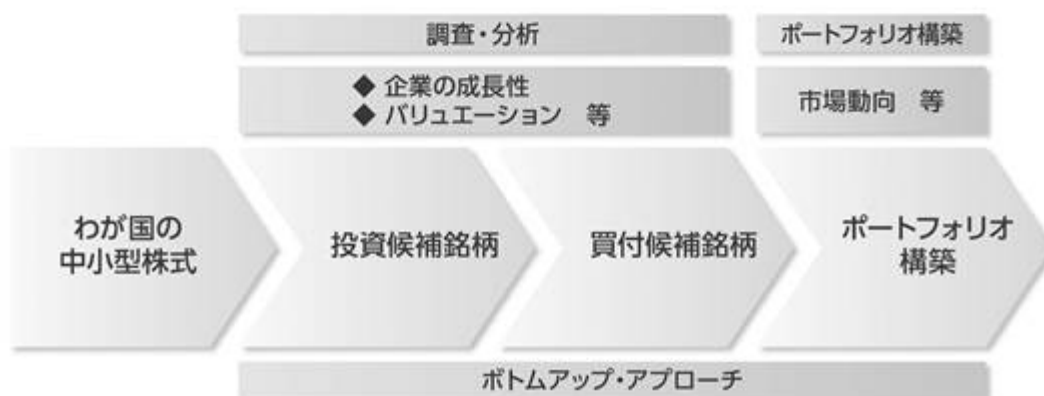 調査・分析
ポートフォリオ構築
◆ 企業の成長性
◆ バリュエーション 等
市場動向 等
わが国の
中小型株式
投資候補銘柄
買付候補銘柄
ポートフォリオ
構築
ボトムアップ・アプローチ